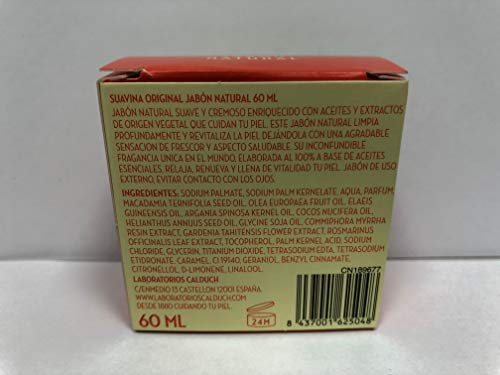 NATURAL
SUAVINA ORIGINAL JABÓN NATURAL 60 ML
JABÓN NATURAL SUAVE Y CREMOSO ENRIQUECIDO CON ACEITES Y EXTRACTOS
DE ORIGEN VEGETAL QUE CUIDAN TU PIEL. ESTE JABÓN NATURAL LIMPIA
PROFUNDAMENTE Y REVITALIZA LA PIEL DEJÁNDOLA CON UNA AGRADABLE
SENSACION DE FRESCOR Y ASPECTO SALUDABLE. SU INCONFUNDIBLE
FRAGANCIA UNICA EN EL MUNDO, ELABORADA AL 100% A BASE DE ACEITES
ESENCIALES, RELAJA, RENUEVA Y LLENA DE VITALIDAD TU PIEL. JABÓN DE USO
EXTERNO, EVITAR CONTACTO CON LOS OJOS.
INGREDIENTES: SODIUM PALMATE, SODIUM PALM KERNELATE, AQUA, PARFUM,
MACADAMIA TERNIFOLIA SEED OIL, OLEA EUROPAEA FRUIT OIL, ELAEIS
GUINEENSIS OIL, ARGANIA SPINOSA KERNEL OIL, COCOS NUCIFERA OIL,
HELIANTHUS ANNUUS SEED OIL, GLYCINE SOJA OIL, COMMIPHORA MYRRHA
RESIN EXTRACT, GARDENIA TAHITENSIS FLOWER EXTRACT, ROSMARINUS
OFFICINALIS LEAF EXTRACT, TOCOPHEROL, PALM KERNEL ACID, SODIUM
CHLORIDE, GLYCERIN, TITANIUM DIOXIDE, TETRASODIUM EDTA, TETRASODIUM
ETIDRONATE, CARAMEL, CI 19140, GERANIOL, BENZYL CINNAMATE,
CITRONELLOL, D-LIMONENE, LINALOOL.
LABORATORIOS CALDUCH
C/ENMEDIO 13 CASTELLON 12001 ESPAÑA.
WWW.LABORATORIOSCALDUCH.COM
DESDE 1880 CUIDANDO TU PIEL.
60 ML
24M
CN189677
8 437001 625048